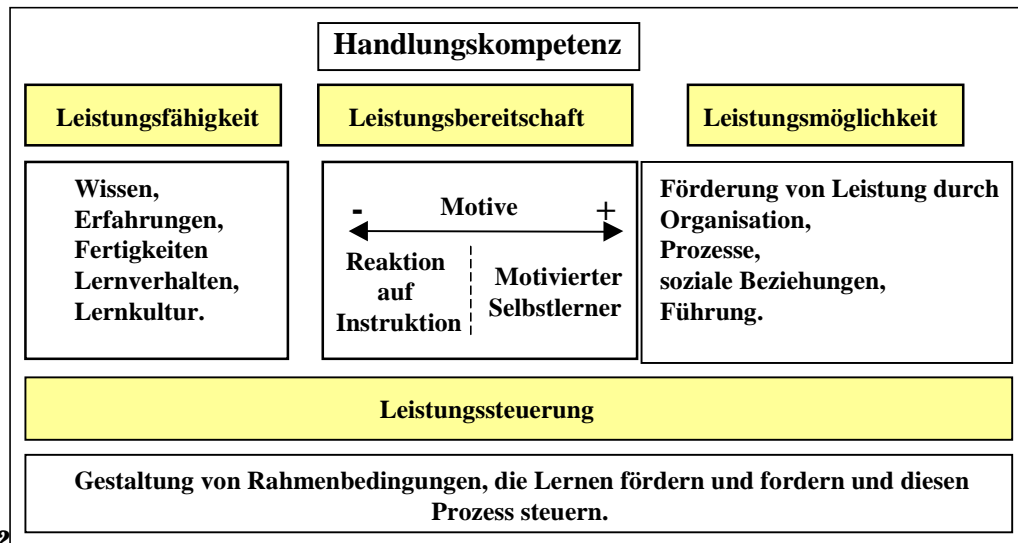 Handlungskompetenz
Leistungsfähigkeit
Leistungsbereitschaft
Leistungsmöglichkeit
Wissen,
Erfahrungen,
Fertigkeiten
Lernverhalten,
Lernkultur.
- Motive +
Reaktion
auf
Instruktion
Motivierter
Selbstlerner
Förderung von Leistung durch
Organisation,
Prozesse,
soziale Beziehungen,
Führung.
Leistungssteuerung
Gestaltung von Rahmenbedingungen, die Lernen fördern und fordern und diesen
Prozess steuern.
2